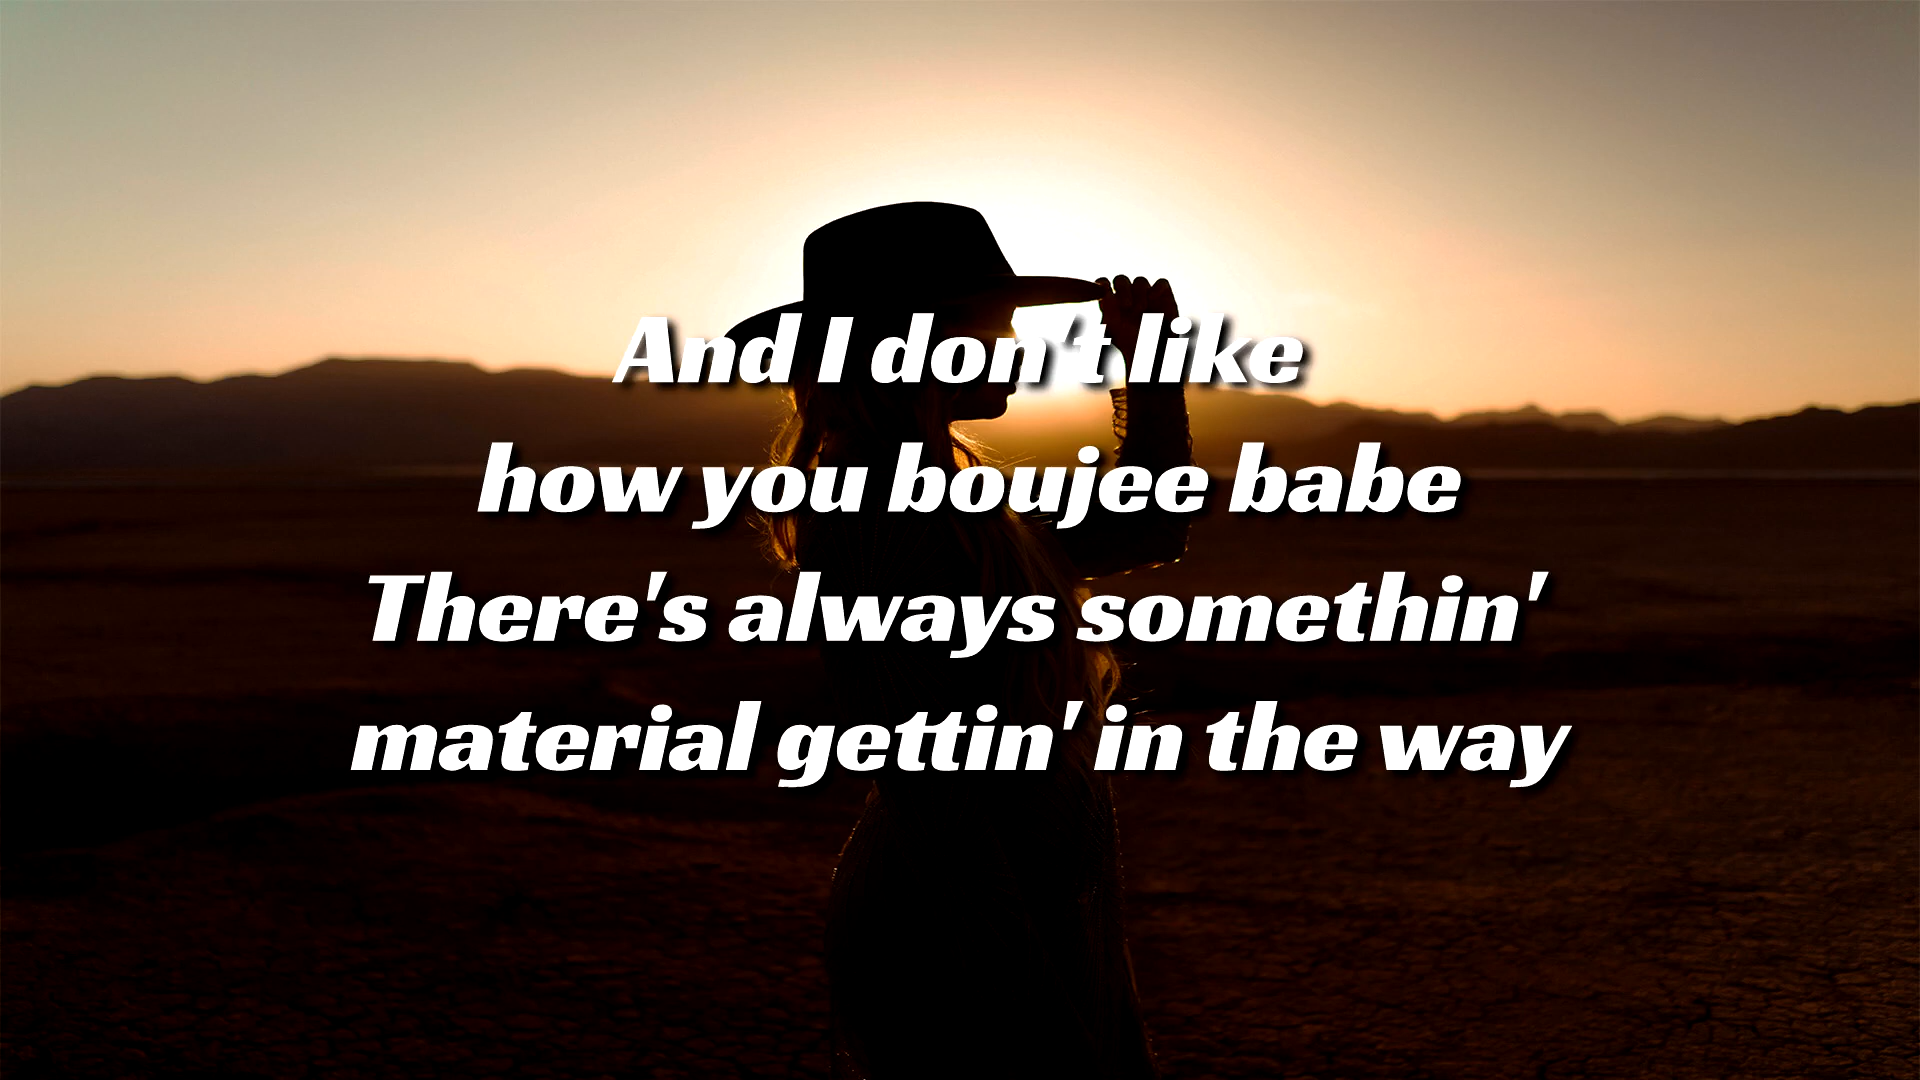 And I don't like
how you boujee babe
There's always somethin'
material gettin' in the way